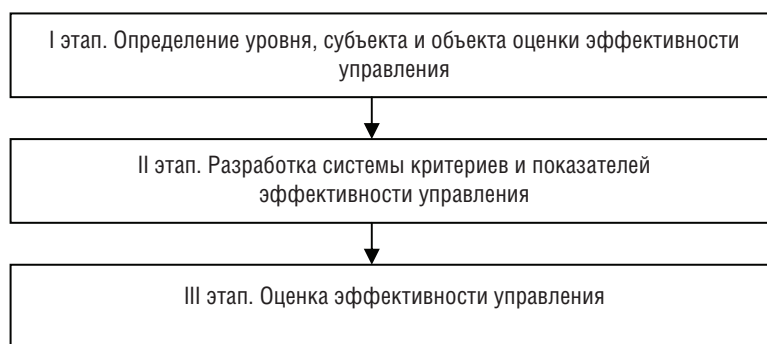 I этап. Определение уровня, субъекта и объекта оценки эффективности
управления
II этап. Разработка системы критериев и показателей
эффективности управления
III этап. Оценка эффективности управления